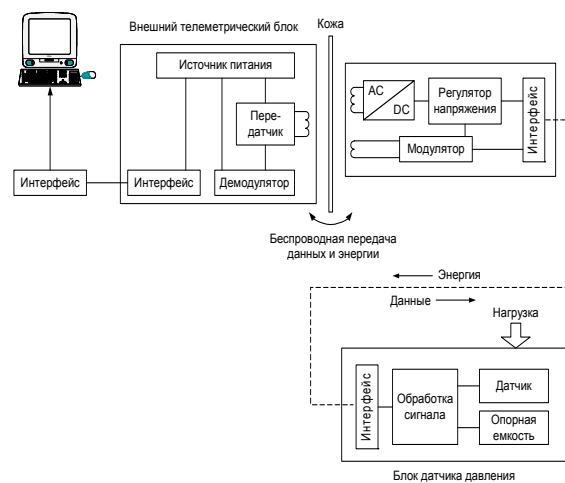 Внешний телеметрический блок
Кожа
Источник питания
Пере-
датчик
Интерфейс
Интерфейс
Демодулятор
AC
DC
Регулятор
напряжения
Модулятор
Интерфейс
Беспроводная передача
данных и энергии
Энергия
Данные
Нагрузка
Интерфейс
Обработка
сигнала
Датчик
Опорная
емкость
Блок датчика давления